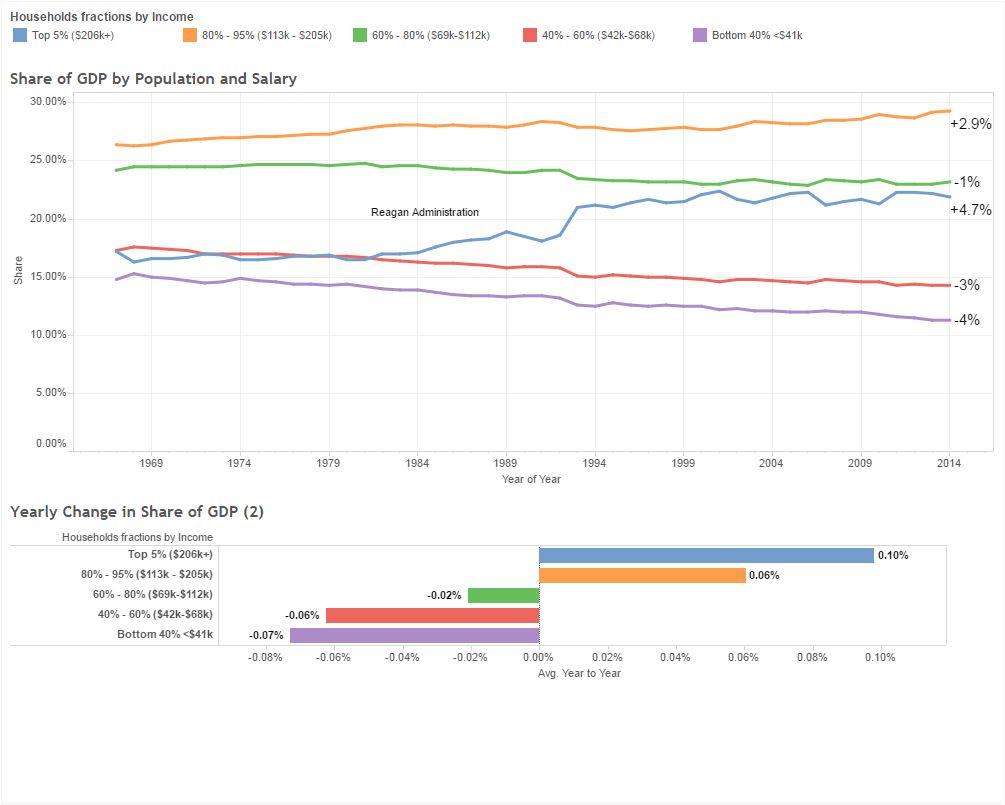 Households fractions by Income
Top 5% ($206k+) 80% - 95% ($113k - $205k) 60% - 80% ($69k-$112k) 40% - 60% ($42k-$68k) Bottom 40% <$41k
Share of GDP by Population and Salary
30.00%
+2.9%
25.00%
-1%
Reagan Administration
+4.7%
20.00%
Share
15.00%
-3%
-4%
10.00%
5.00%
0.00%
1969 1974 1979 1984 1989 1994 1999 2004 2009 2014
Year of Year
Yearly Change in Share of GDP (2)
Households fractions by Income
Top 5% ($206k+) 0.10%
80% - 95% ($113k - $205k) 0.06%
60% - 80% ($69k-$112k) -0.02%
40% - 60% ($42k-$68k) -0.06%
Bottom 40% <$41k -0.07%
-0.08% -0.06% -0.04% -0.02% 0.00% 0.02% 0.04% 0.06% 0.08% 0.10%
Avg. Year to Year